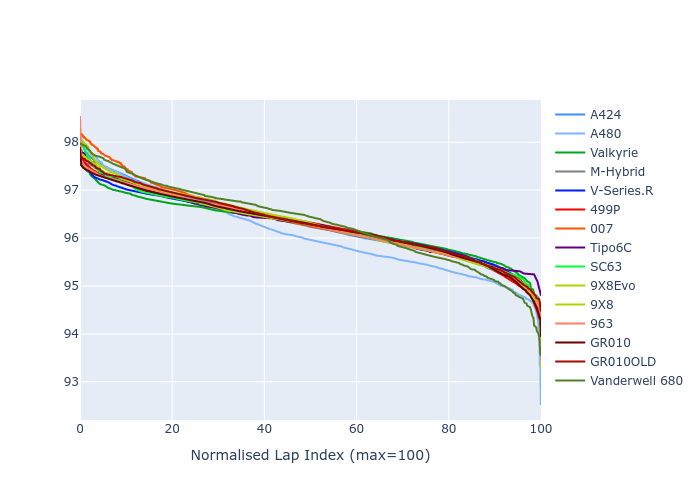 98
97
96
95
94
93
0 20 40 60 80 100
Normalised Lap Index (max=100)
A424
A480
Valkyrie
M-Hybrid
V-Series.R
499P
007
Tipo6C
SC63
9X8Evo
9X8
963
GR010
GR010OLD
Vanderwell 680